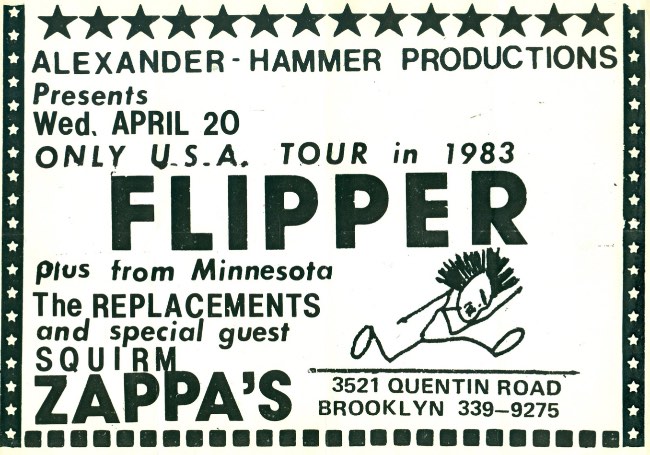 ALEXANDER-HAMMER PRODUCTIONS
Presents
Wed. APRIL 20
ONLY U.S.A. TOUR in 1983
FLIPPER
plus from Minnesota
The REPLACEMENTS
and special guest
SQUIRM
ZAPPA'S
3521 QUENTIN ROAD
BROOKLYN 339-9275